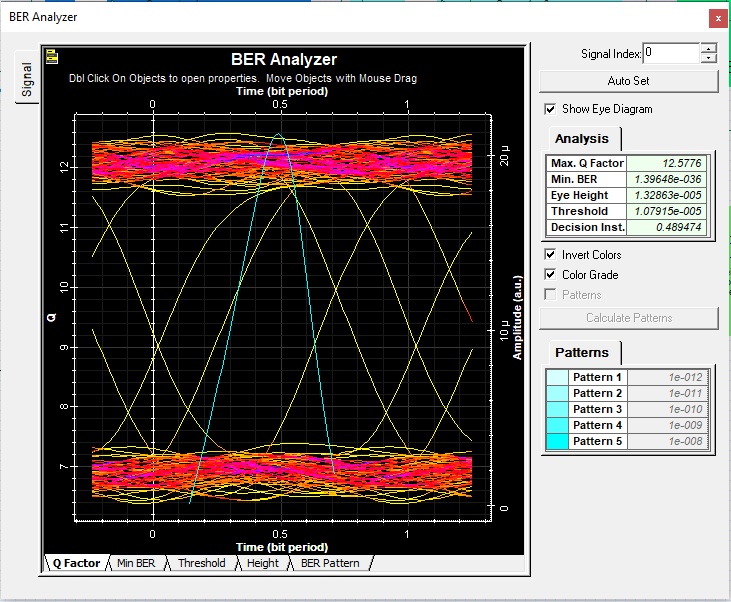 BER Analyzer
Signal
BER Analyzer
Dbl Click On Objects to open properties. Move Objects with Mouse Drag
Time (bit period)
0 0.5 1
12
11
10
9
8
7
Q
20 µ
10 µ
0
Amplitude (a.u.)
0 0.5 1
Time (bit period)
Q Factor Min BER Threshold Height BER Pattern
Signal Index: 0
Auto Set
Show Eye Diagram
Analysis
Max. Q Factor 12.5776
Min. BER 1.39648e-036
Eye Height 1.32863e-005
Threshold 1.07915e-005
Decision Inst. 0.489474
Invert Colors
Color Grade
Patterns
Calculate Patterns
Patterns
Pattern 1 1e-012
Pattern 2 1e-011
Pattern 3 1e-010
Pattern 4 1e-009
Pattern 5 1e-008